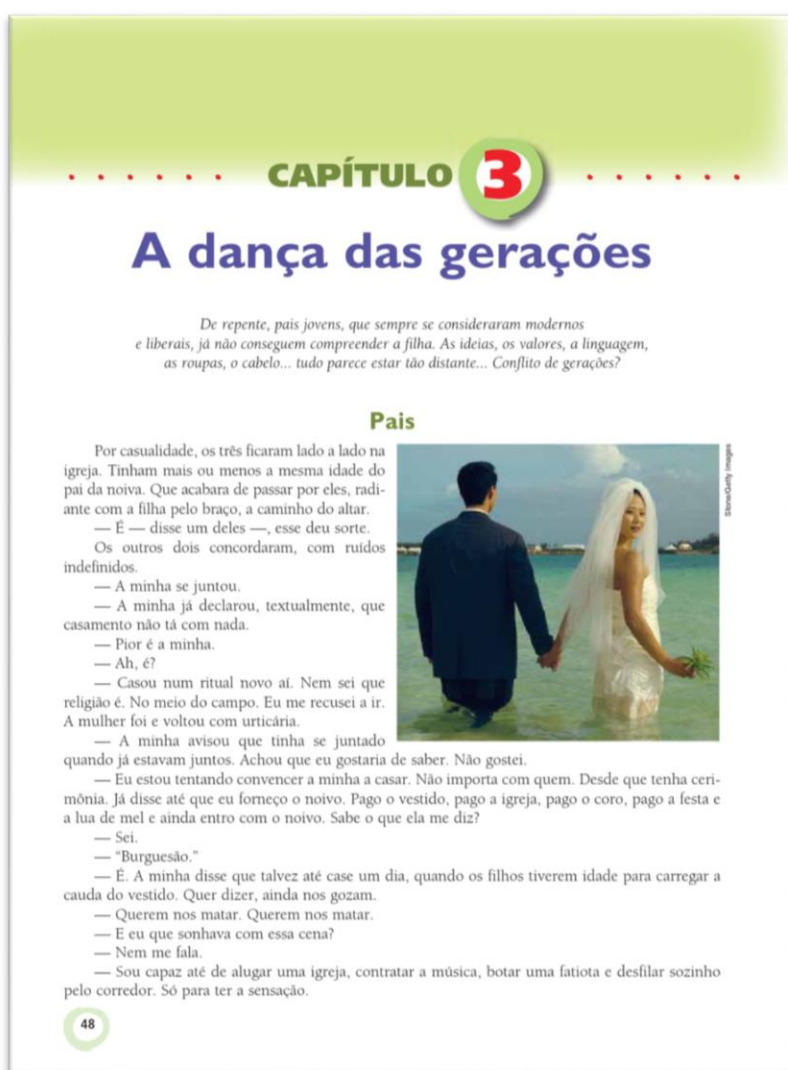 CAPÍTULO 3
A dança das gerações
De repente, pais jovens, que sempre se consideraram modernos
e liberais, já não conseguem compreender a filha. As ideias, os valores, a linguagem,
as roupas, o cabelo... tudo parece estar tão distante... Conflito de gerações?
Pais
Por casualidade, os três ficaram lado a lado na
igreja. Tinham mais ou menos a mesma idade do
pai da noiva. Que acabara de passar por eles, radi-
ante com a filha pelo braço, a caminho do altar.
— É — disse um deles —, esse deu sorte.
Os outros dois concordaram, com ruídos
indefinidos.
— A minha se juntou.
— A minha já declarou, textualmente, que
casamento não tá com nada.
— Pior é a minha.
— Ah, é?
— Casou num ritual novo aí. Nem sei que
religião é. No meio do campo. Eu me recusei a ir.
A mulher foi e voltou com urticária.
— A minha avisou que tinha se juntado
quando já estavam juntos. Achou que eu gostaria de saber. Não gostei.
— Eu estou tentando convencer a minha a casar. Não importa com quem. Desde que tenha ceri-
mônia. Já disse até que eu forneço o noivo. Pago o vestido, pago a igreja, pago o coro, pago a festa e
a lua de mel e ainda entro com o noivo. Sabe o que ela me diz?
— Sei.
— "Burguesão."
— É. A minha disse que talvez até case um dia, quando os filhos tiverem idade para carregar a
cauda do vestido. Quer dizer, ainda nos gozam.
— Querem nos matar. Querem nos matar.
— E eu que sonhava com essa cena?
— Nem me fala.
— Sou capaz até de alugar uma igreja, contratar a música, botar uma fatiota e desfilar sozinho
pelo corredor. Só para ter a sensação.
Stone/Getty Images
48